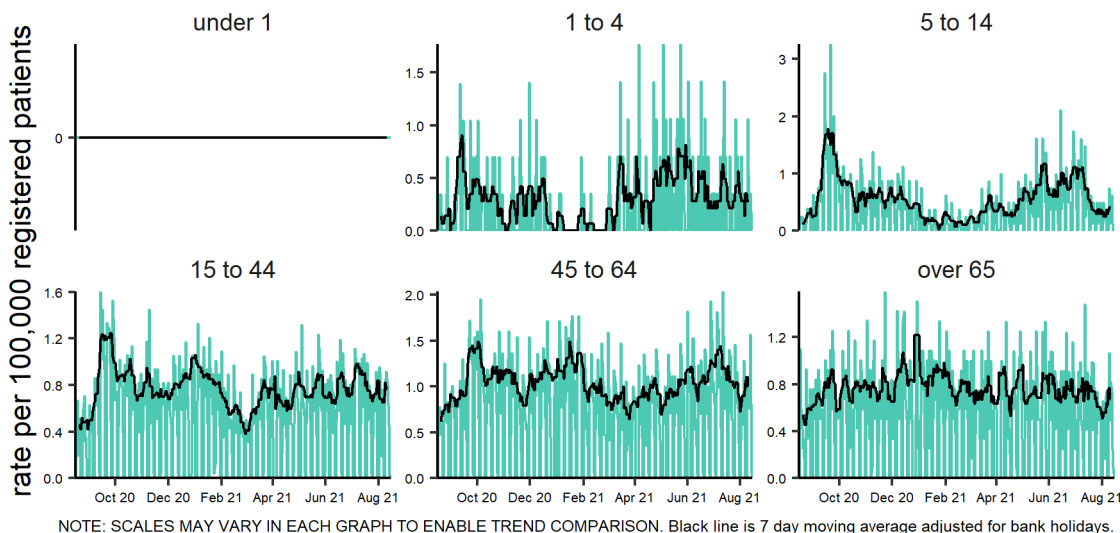 rate per 100,000 registered patients
under 1
1 to 4
5 to 14
0
1.5
1.0
0.5
0.0
3
2
1
0
15 to 44
45 to 64
over 65
1.6
1.2
0.8
0.4
0.0
2.0
1.5
1.0
0.5
0.0
1.2
0.8
0.4
0.0
Oct 20 Dec 20 Feb 21 Apr 21 Jun 21 Aug 21
Oct 20 Dec 20 Feb 21 Apr 21 Jun 21 Aug 21
Oct 20 Dec 20 Feb 21 Apr 21 Jun 21 Aug 21
NOTE: SCALES MAY VARY IN EACH GRAPH TO ENABLE TREND COMPARISON. Black line is 7 day moving average adjusted for bank holidays.